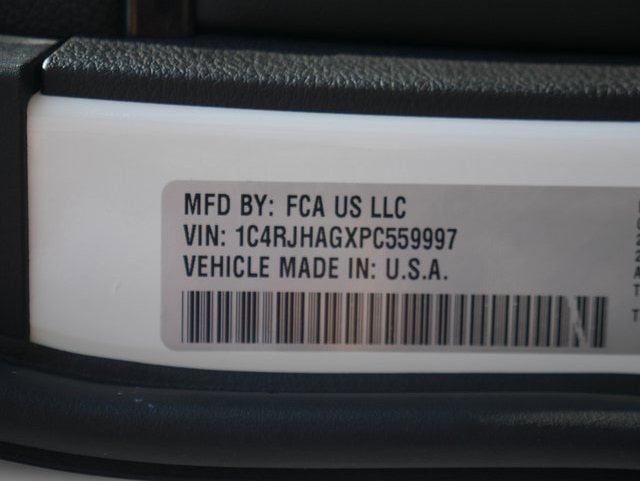 MFD BY: FCA US LLC
VIN: 1C4RJHAGXPC559997
VEHICLE MADE IN: U.S.A.